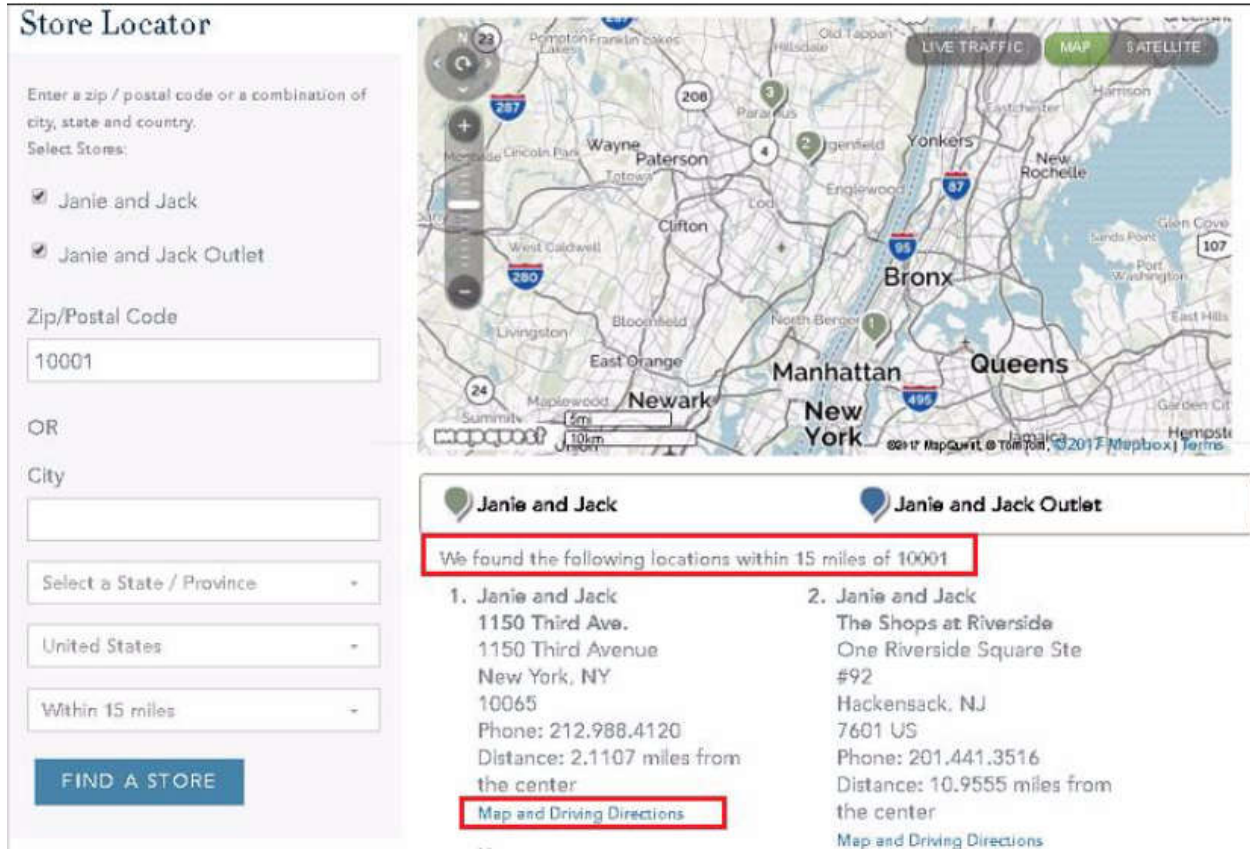 Store Locator
Enter a zip / postal code or a combination of
city, state and country.
Select Stores:
Janie and Jack
Janie and Jack Outlet
Zip/Postal Code
10001
OR
City
Select a State / Province
United States
Within 15 miles
FIND A STORE
N
23
Pompton Lakes
Franklin Lakes
Hillsdale
Old Tappan
LIVE TRAFFIC
MAP
SATELLITE
287
208
3
Paramus
Eastchester
Harrison
Lincoln Park
Wayne
Paterson
Totowa
4
2
Yonkers
New
Rochelle
Englewood
87
Lodi
Clifton
Glen Cove
Sands Point
107
West Caldwell
95
Port
Washington
280
Bronx
Livingston
Bloomfield
North Bergen
1
East Hills
East Orange
Manhattan
Queens
24
Maplewood
Newark
495
Summit
5mi
New
York
Garden Cit
mapquest
10km
Union
Jamaica
Hempste
©2017 MapQuest, © TomTom, ©2017 Mapbox | Terms
Janie and Jack
Janie and Jack Outlet
We found the following locations within 15 miles of 10001
1. Janie and Jack
1150 Third Ave.
1150 Third Avenue
New York, NY
10065
Phone: 212.988.4120
Distance: 2.1107 miles from
the center
Map and Driving Directions
2. Janie and Jack
The Shops at Riverside
One Riverside Square Ste
#92
Hackensack, NJ
7601 US
Phone: 201.441.3516
Distance: 10.9555 miles from
the center
Map and Driving Directions